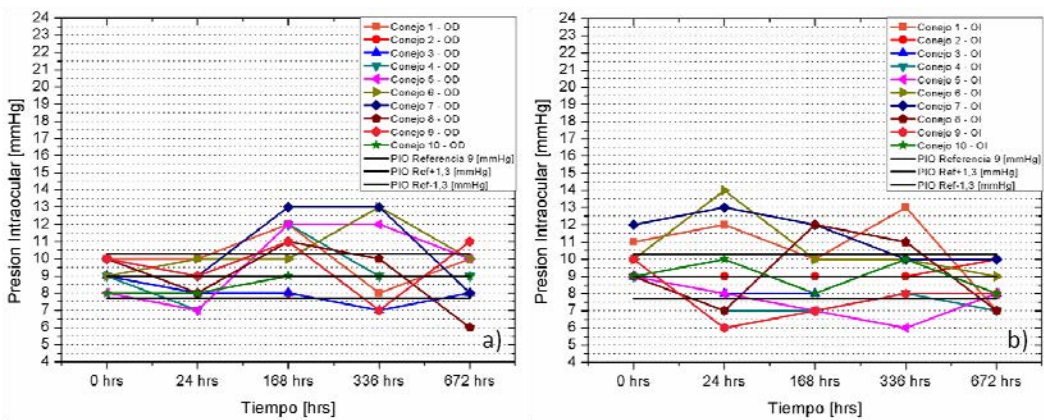 24
23
22
21
20
19
18
17
16
15
14
13
12
11
10
9
8
7
6
5
4
Presion Intraocular [mmHg]
Conejo 1 - OD
Conejo 2 - OD
Conejo 3 - OD
Conejo 4 - OD
Conejo 5 - OD
Conejo 6 - OD
Conejo 7 - OD
Conejo 8 - OD
Conejo 9 - OD
Conejo 10 - OD
PIO Referencia 9 [mmHg]
PIO Ref+1,3 [mmHg]
PIO Ref-1,3 [mmHg]
a)
0 hrs 24 hrs 168 hrs 336 hrs 672 hrs
Tiempo [hrs]
24
23
22
21
20
19
18
17
16
15
14
13
12
11
10
9
8
7
6
5
4
Presion Intraocular [mmHg]
Conejo 1 - OI
Conejo 2 - OI
Conejo 3 - OI
Conejo 4 - OI
Conejo 5 - OI
Conejo 6 - OI
Conejo 7 - OI
Conejo 8 - OI
Conejo 9 - OI
Conejo 10 - OI
PIO Referencia 9 [mmHg]
PIO Ref+1,3 [mmHg]
PIO Ref-1,3 [mmHg]
b)
0 hrs 24 hrs 168 hrs 336 hrs 672 hrs
Tiempo [hrs]